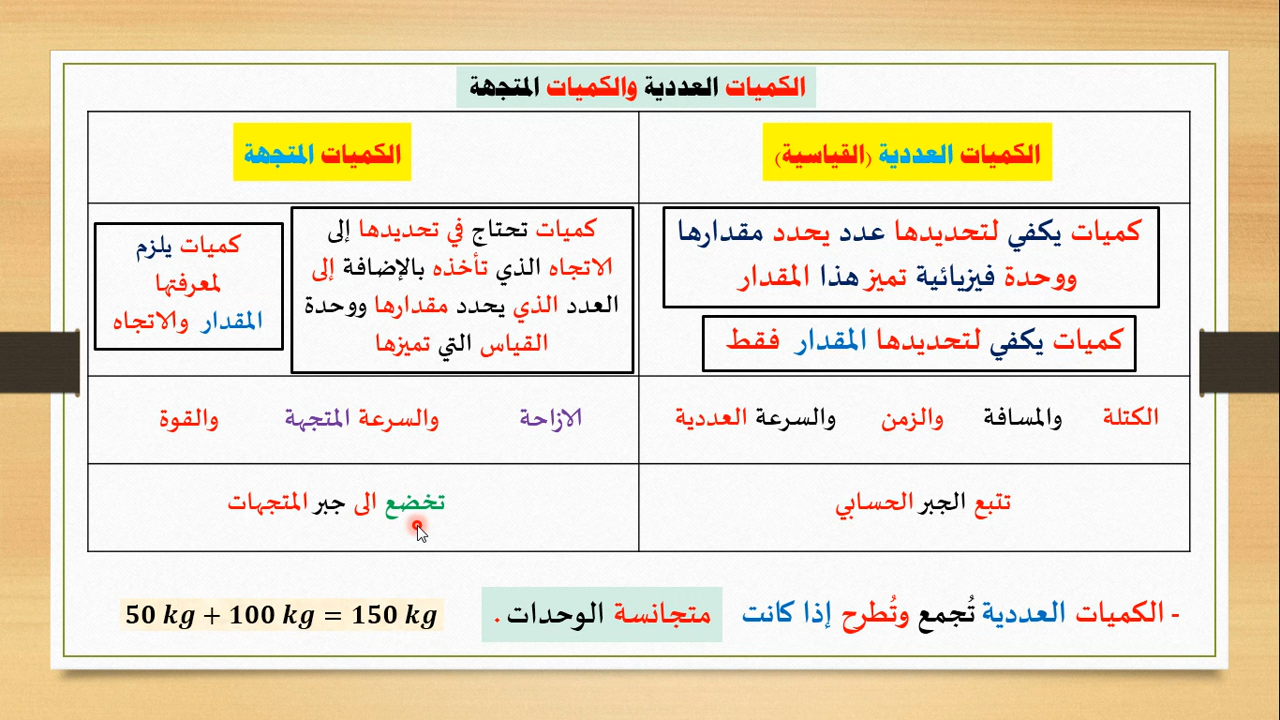 الكميات العددية والكميات المتجهة
الكميات العددية (القياسية)
الكميات المتجهة
كميات يكفي لتحديدها عدد يحدد مقدارها
ووحدة فيزيائية تميز هذا المقدار
كميات يكفي لتحديدها المقدار فقط
كميات تحتاج في تحديدها إلى
الاتجاه الذي تأخذه بالإضافة إلى
العدد الذي يحدد مقدارها ووحدة
القياس التي تميزها
كميات يلزم
لمعرفتها
المقدار والاتجاه
الكتلة والمسافة والزمن والسرعة العددية
الازاحة والسرعة المتجهة والقوة
تتبع الجبر الحسابي
تخضع الى جبر المتجهات
- الكميات العددية تُجمع وتُطرح إذا كانت متجانسة الوحدات .
50 kg + 100 kg = 150 kg